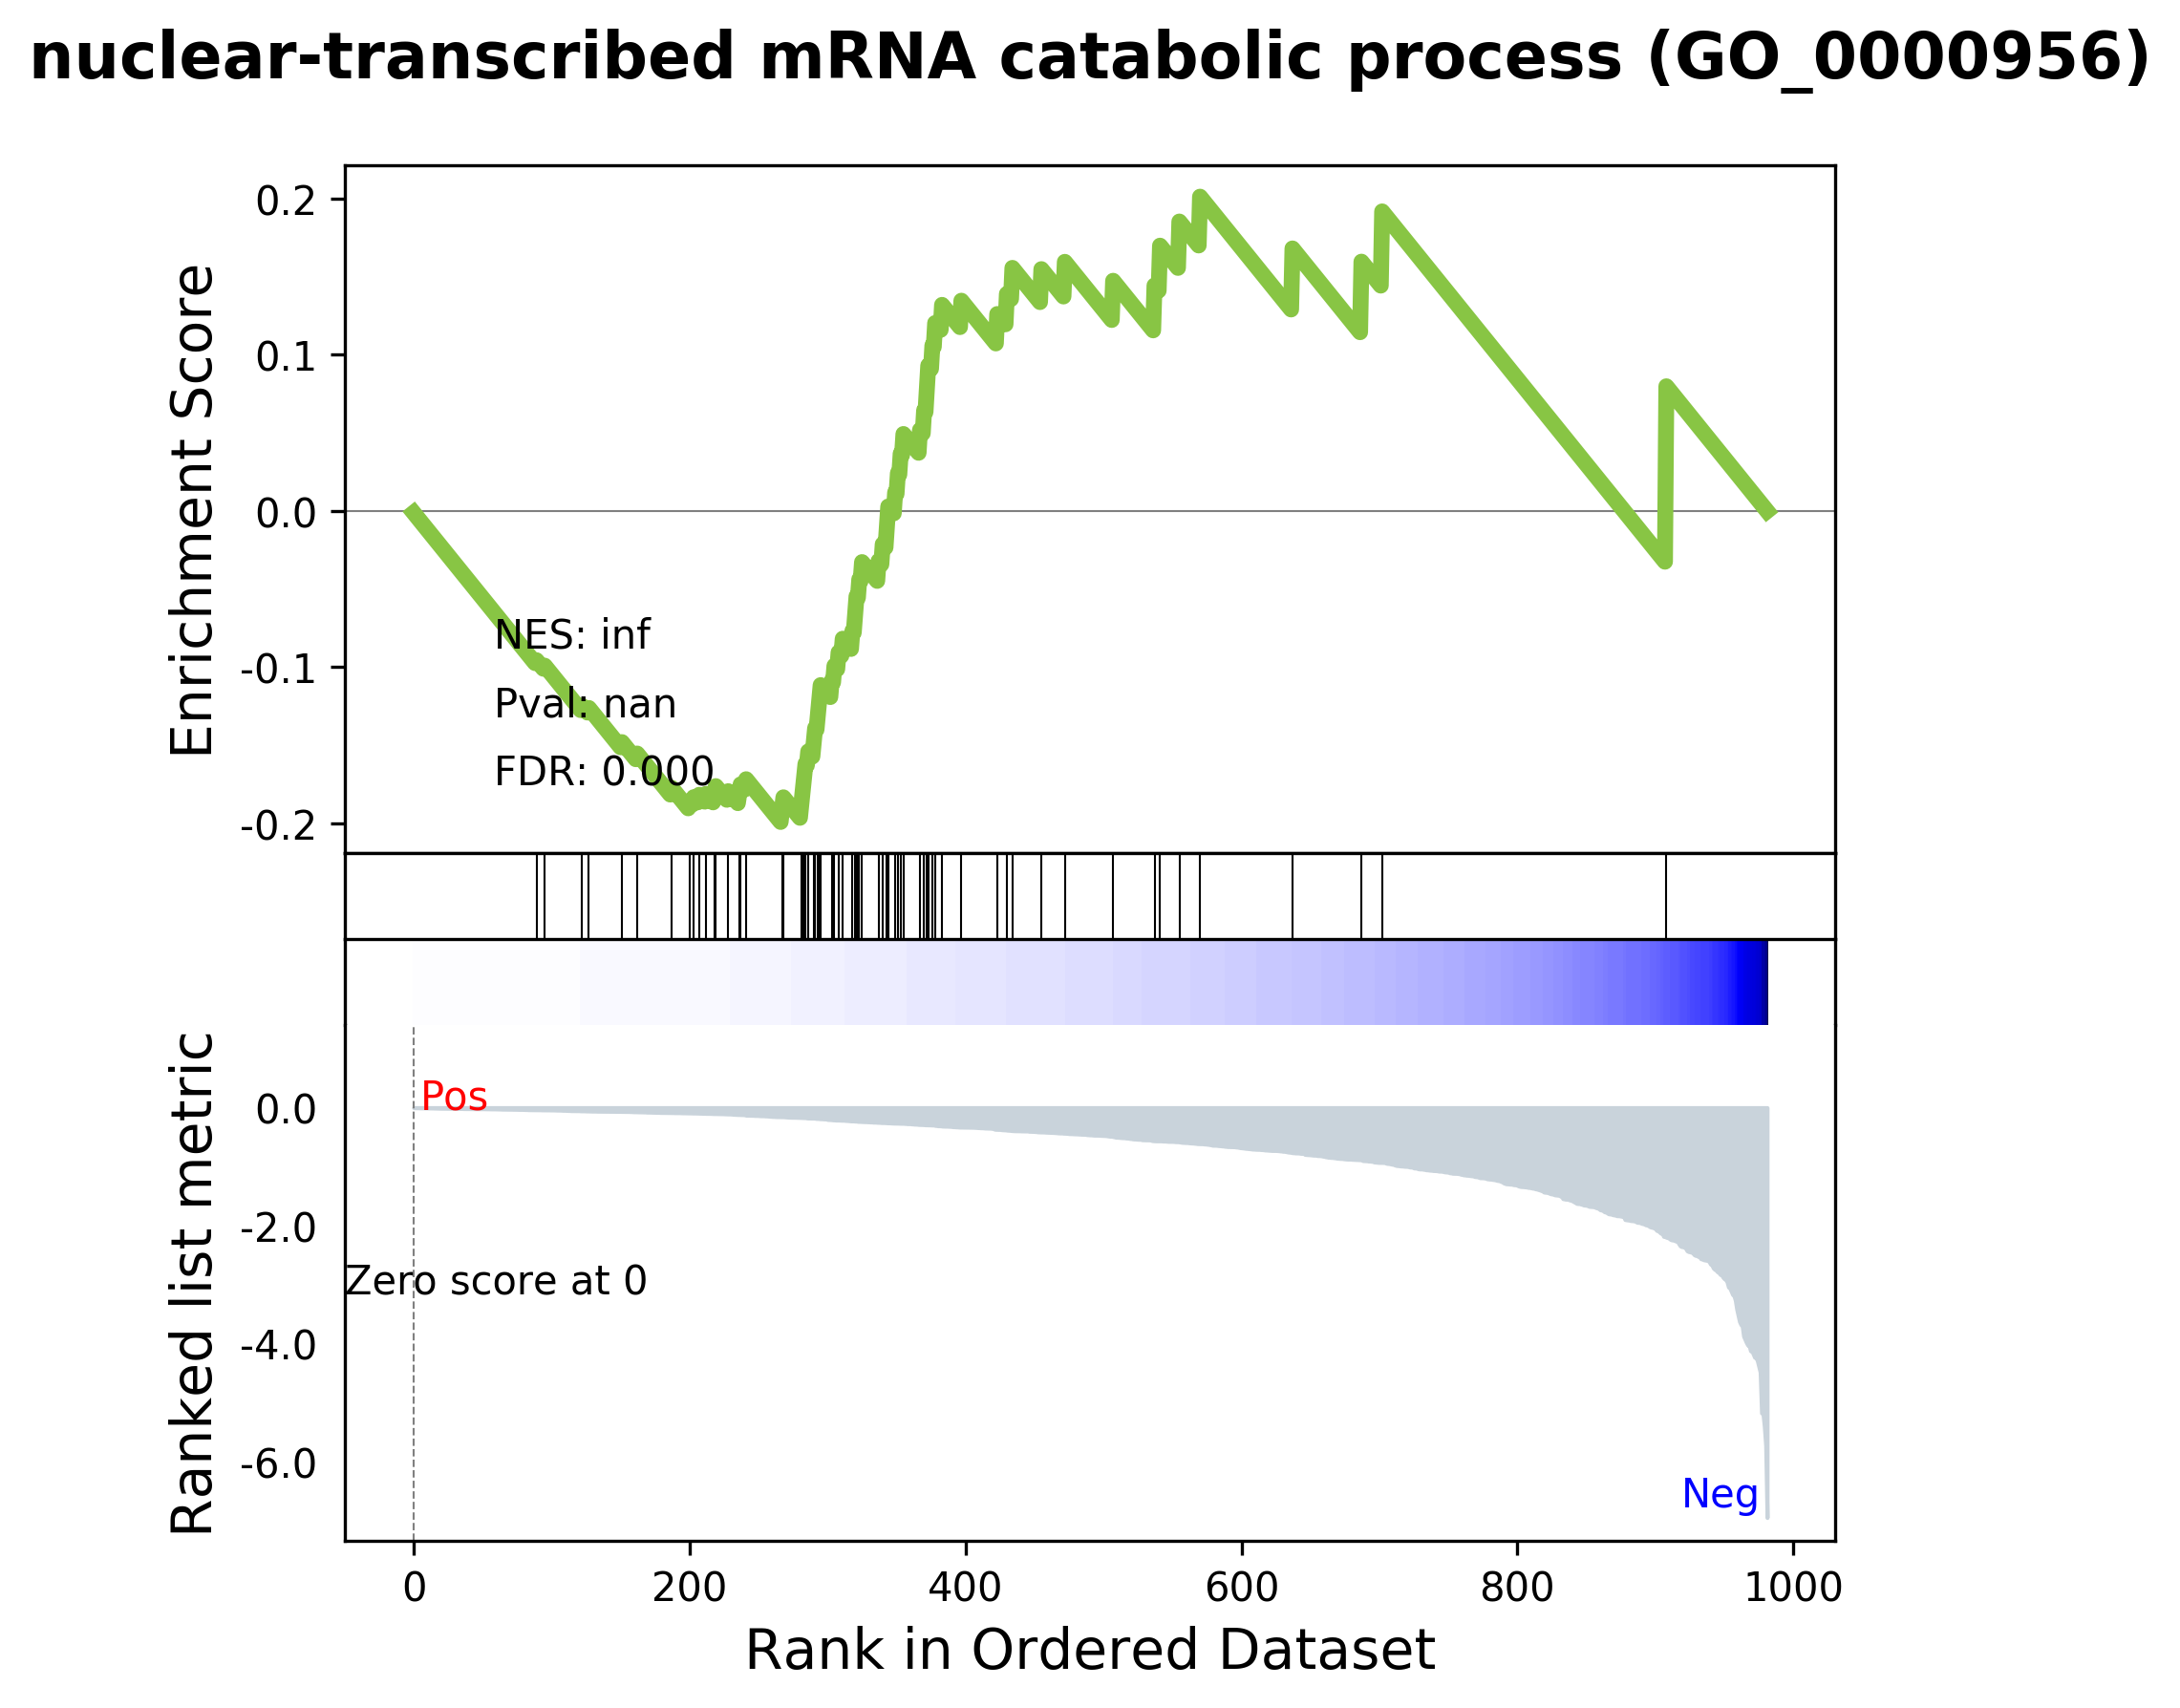 nuclear-transcribed mRNA catabolic process (GO_0000956)
Enrichment Score
0.2
0.1
0.0
-0.1
-0.2
NES: inf
Pval: nan
FDR: 0.000
Ranked list metric
0.0
-2.0
-4.0
-6.0
Pos
Zero score at 0
Neg
0 200 400 600 800 1000
Rank in Ordered Dataset